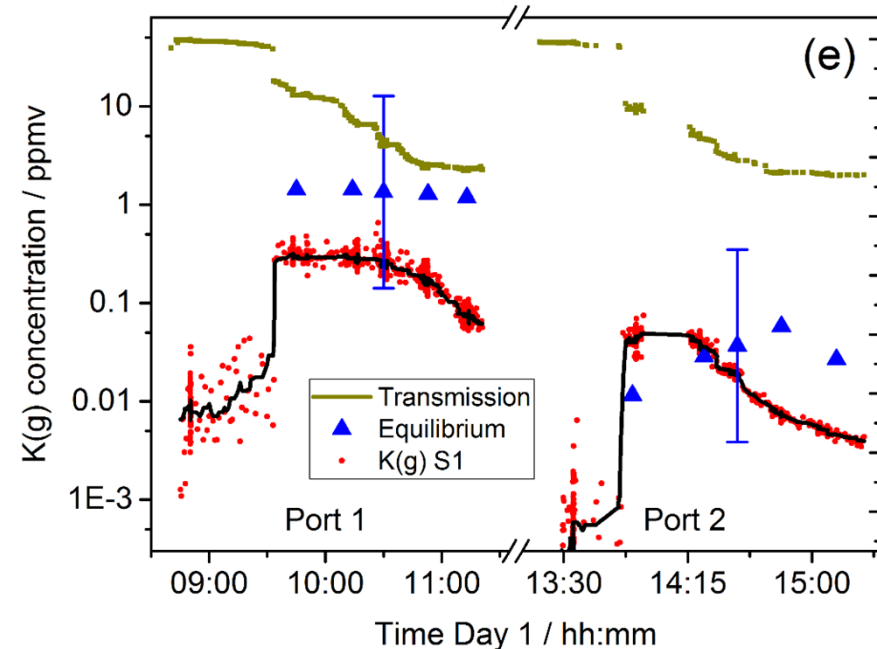 (e)
K(g) concentration / ppmv
10
1
0.1
0.01
1E-3
Transmission
Equilibrium
K(g) S1
Port 1
Port 2
09:00
10:00
11:00
13:30
14:15
15:00
Time Day 1 / hh:mm